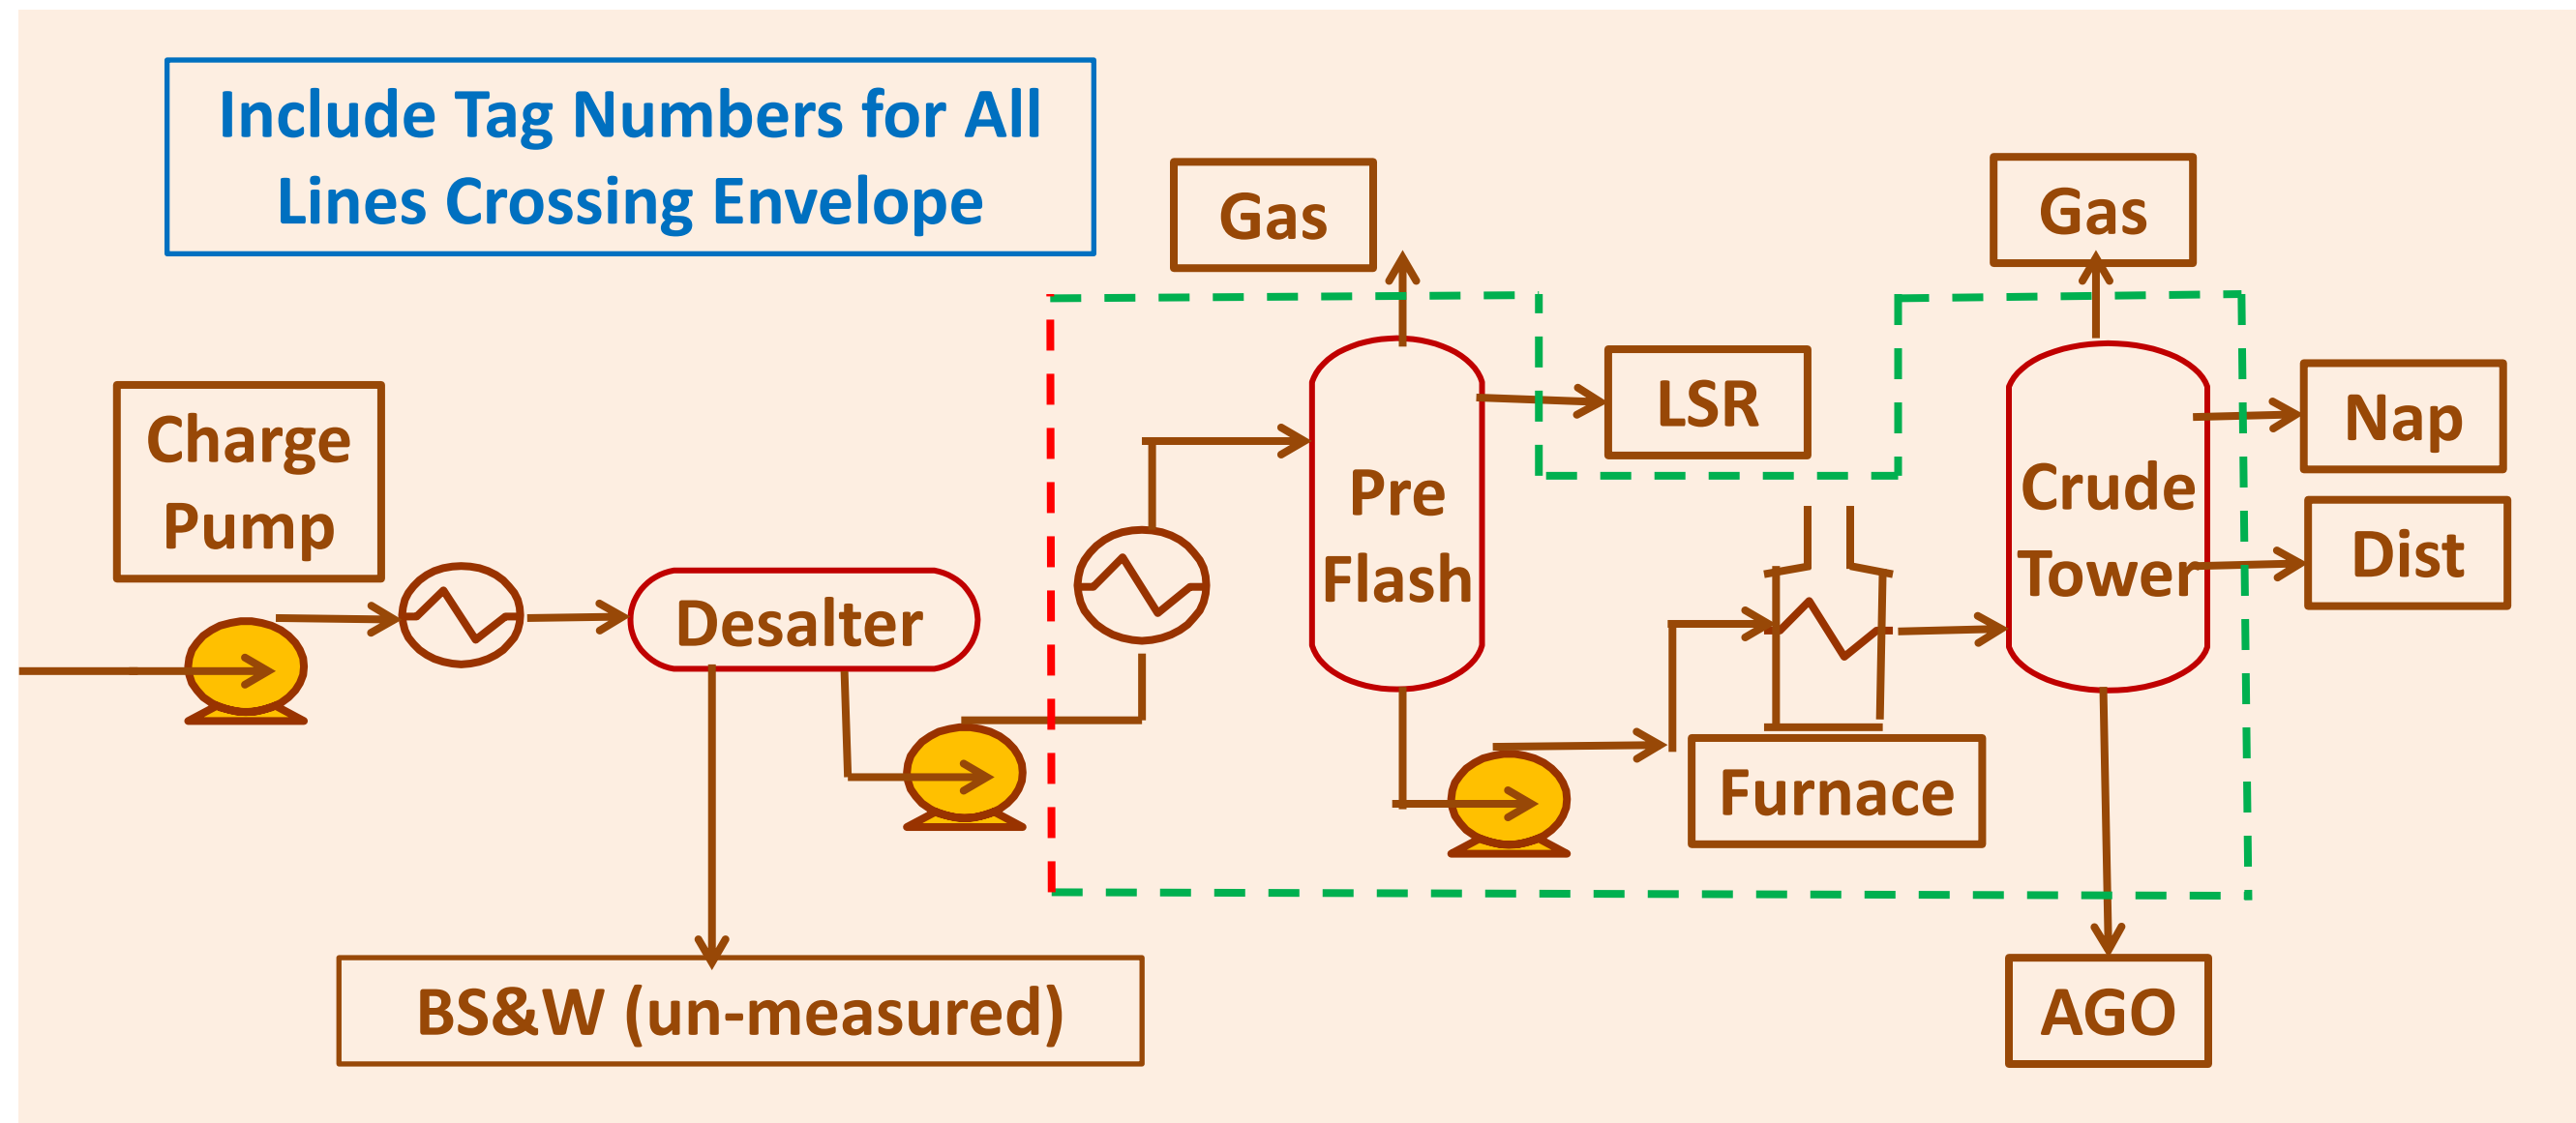 Include Tag Numbers for All
Lines Crossing Envelope
Gas
Gas
Charge
Pump
LSR
Nap
Pre
Flash
Crude
Tower
Dist
Desalter
Furnace
BS&W (un-measured)
AGO